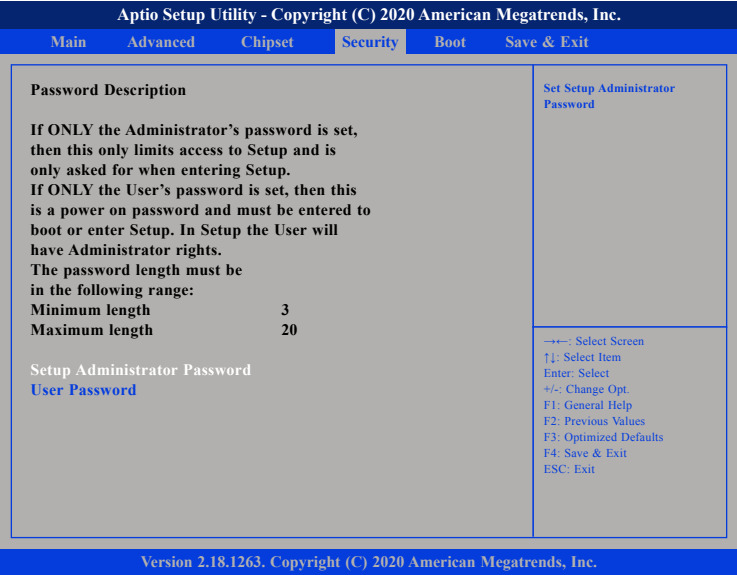 Aptio Setup Utility - Copyright (C) 2020 American Megatrends, Inc.
Main Advanced Chipset Security Boot Save & Exit
Password Description
If ONLY the Administrator's password is set,
then this only limits access to Setup and is
only asked for when entering Setup.
If ONLY the User's password is set, then this
is a power on password and must be entered to
boot or enter Setup. In Setup the User will
have Administrator rights.
The password length must be
in the following range:
Minimum length 3
Maximum length 20
Setup Administrator Password
User Password
Set Setup Administrator
Password
→←: Select Screen
↑↓: Select Item
Enter: Select
+/-: Change Opt.
F1: General Help
F2: Previous Values
F3: Optimized Defaults
F4: Save & Exit
ESC: Exit
Version 2.18.1263. Copyright (C) 2020 American Megatrends, Inc.